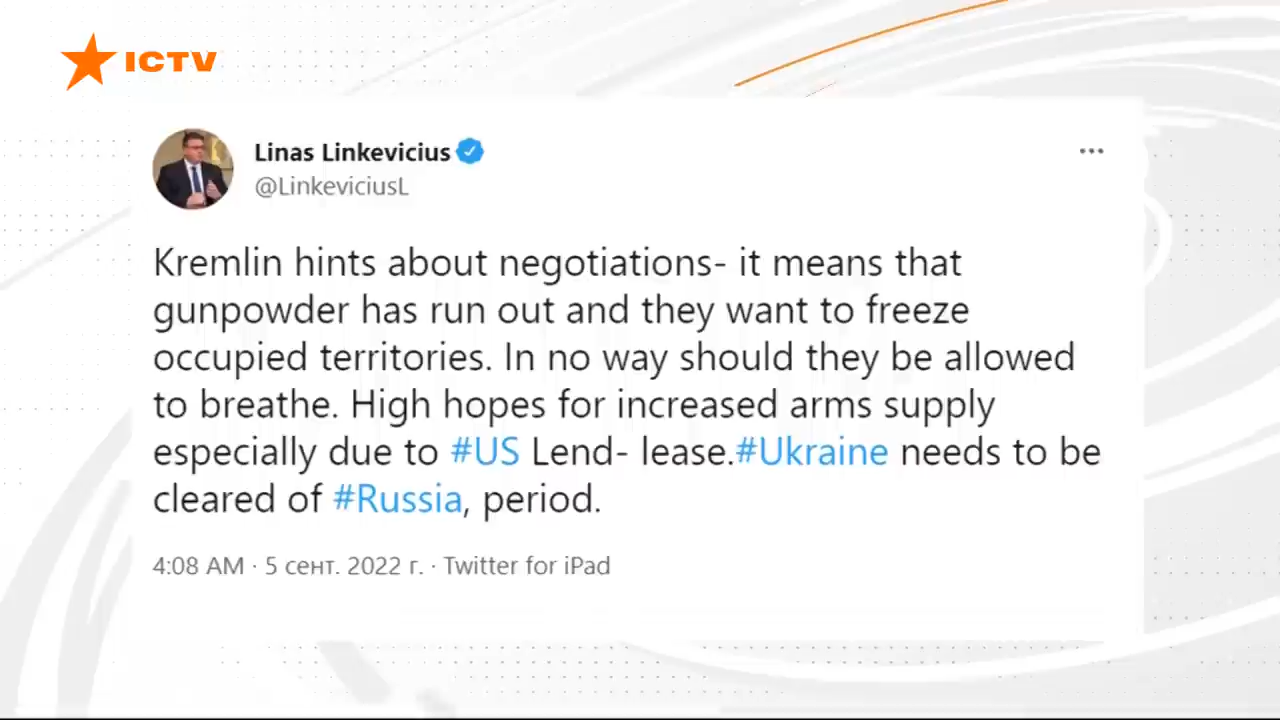 ICTV
Linas Linkevicius
@LinkeviciusL
Kremlin hints about negotiations- it means that
gunpowder has run out and they want to freeze
occupied territories. In no way should they be allowed
to breathe. High hopes for increased arms supply
especially due to #US Lend- lease.#Ukraine needs to be
cleared of #Russia, period.
4:08 AM · 5 сент. 2022 г. · Twitter for iPad